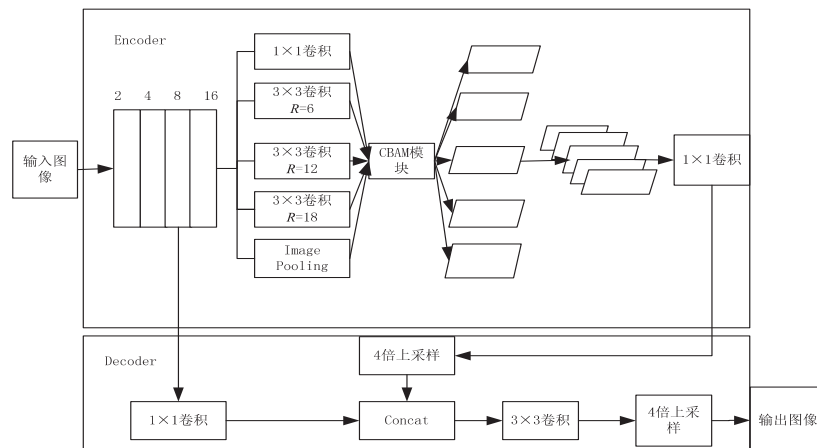 Encoder
1×1卷积
2 4 8 16
3×3卷积
R=6
输入图
像
3×3卷积
R=12
CBAM模
块
1×1卷积
3×3卷积
R=18
Image
Pooling
Decoder
4倍上采样
1×1卷积
Concat
3×3卷积
4倍上采
样
输出图像